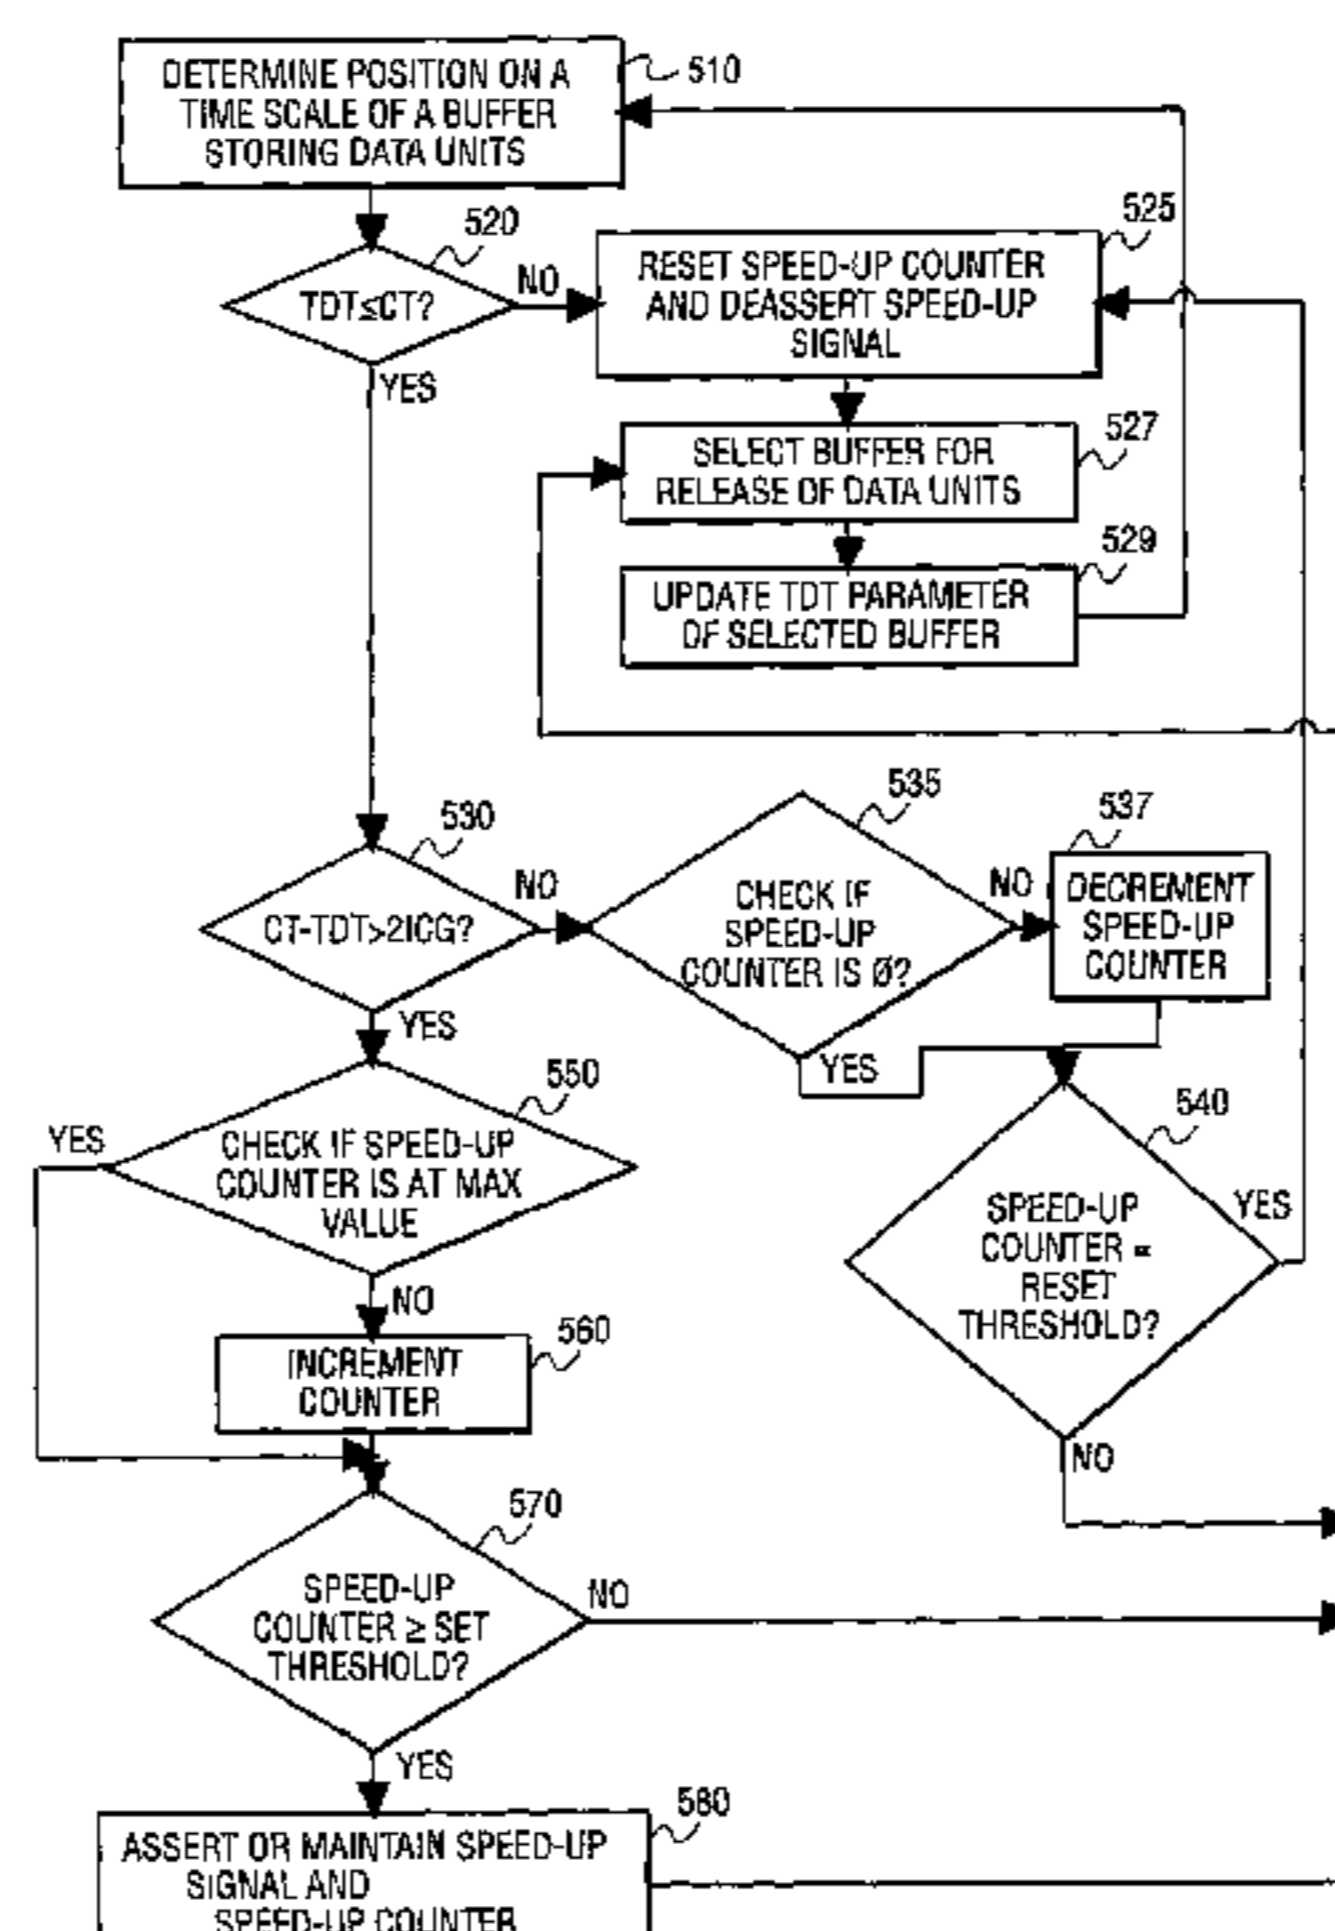 DETERMINE POSITION ON A
TIME SCALE OF A BUFFER
STORING DATA UNITS
510
520
TDT≤CT?
NO
YES
525
RESET SPEED-UP COUNTER
AND DEASSERT SPEED-UP
SIGNAL
527
SELECT BUFFER FOR
RELEASE OF DATA UNITS
529
UPDATE TDT PARAMETER
OF SELECTED BUFFER
530
CT-TDT>2ICG?
NO
YES
535
CHECK IF
SPEED-UP
COUNTER IS Ø?
NO
YES
537
DECREMENT
SPEED-UP
COUNTER
540
SPEED-UP
COUNTER =
RESET
THRESHOLD?
YES
NO
550
CHECK IF SPEED-UP
COUNTER IS AT MAX
VALUE
YES
NO
560
INCREMENT
COUNTER
570
SPEED-UP
COUNTER ≥ SET
THRESHOLD?
NO
YES
580
ASSERT OR MAINTAIN SPEED-UP
SIGNAL AND
SPEED-UP COUNTER